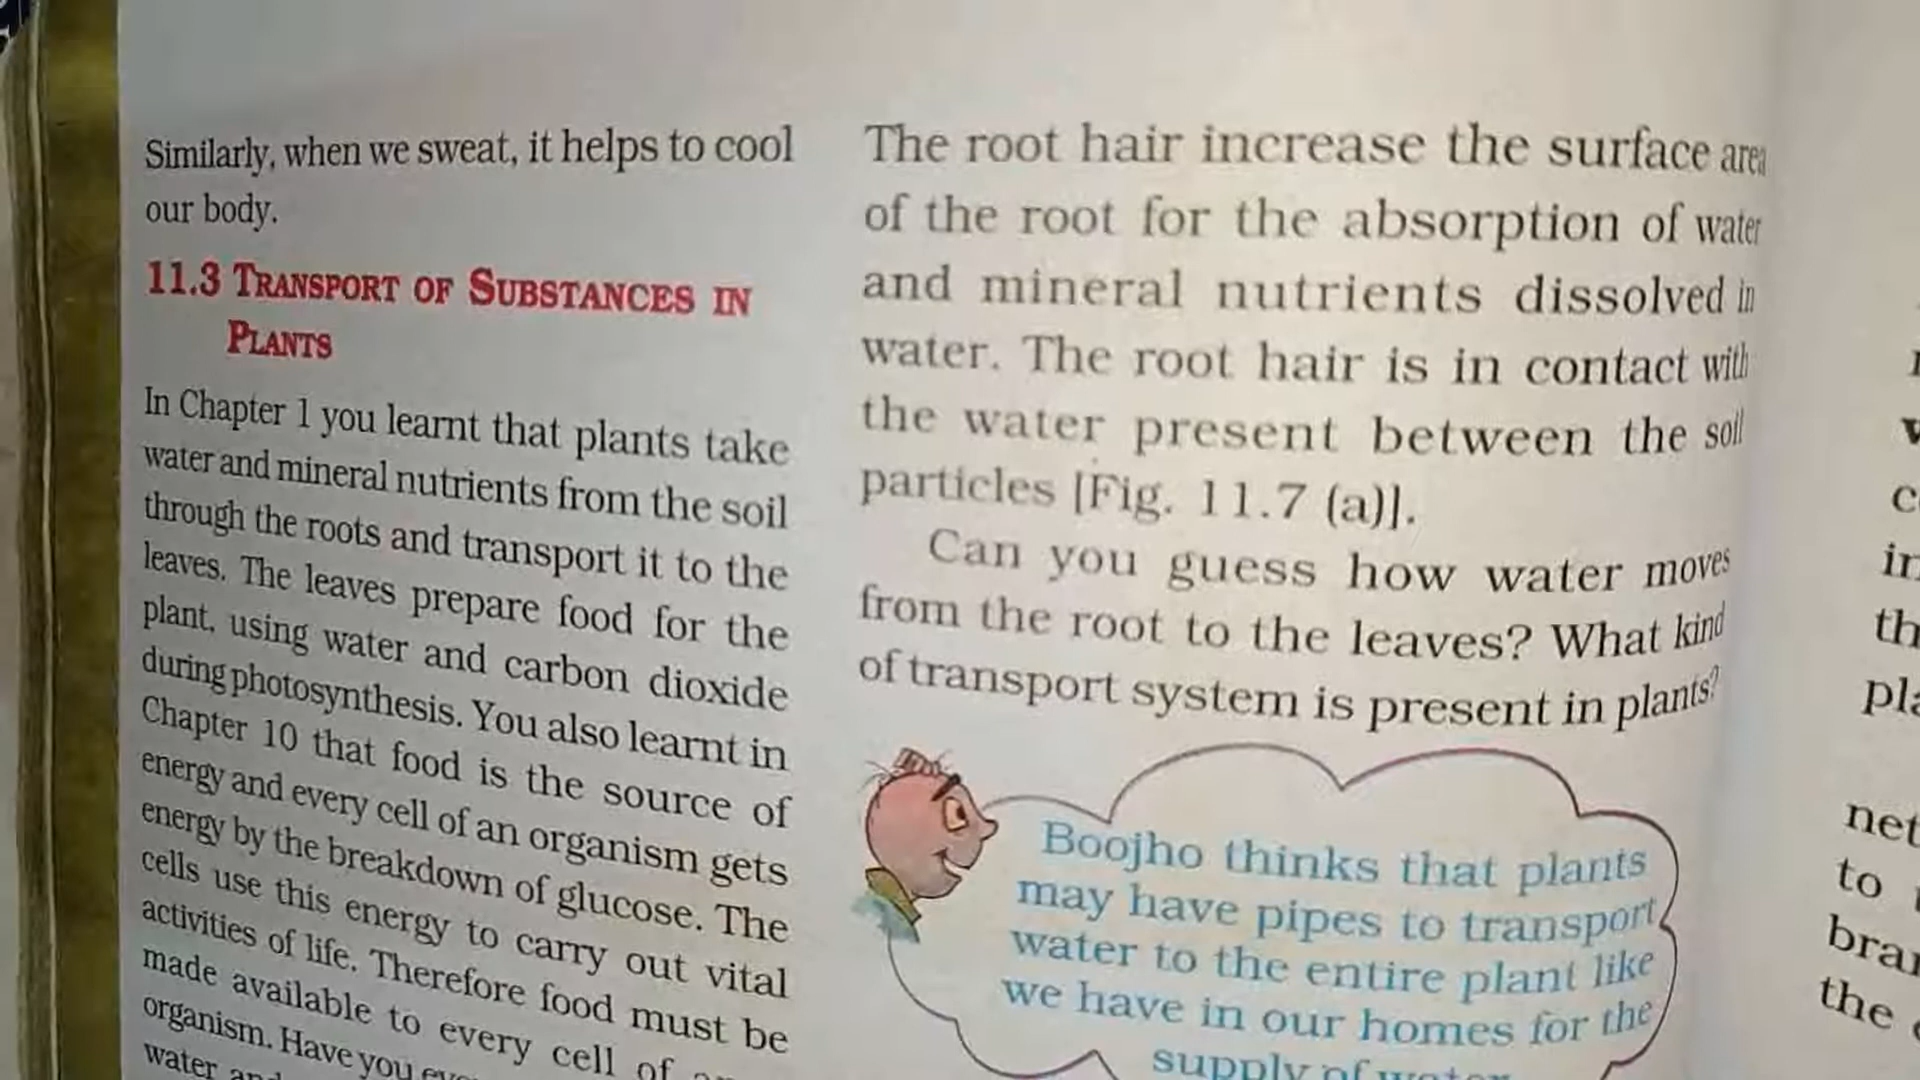 Similarly, when we sweat, it helps to cool
our body.
11.3 TRANSPORT OF SUBSTANCES IN
PLANTS
In Chapter 1 you learnt that plants take
water and mineral nutrients from the soil
through the roots and transport it to the
leaves. The leaves prepare food for the
plant, using water and carbon dioxide
during photosynthesis. You also learnt in
Chapter 10 that food is the source of
energy and every cell of an organism gets
energy by the breakdown of glucose. The
cells use this energy to carry out vital
activities of life. Therefore food must be
made available to every cell of
organism. Have you
water
The root hair increase the surface area
of the root for the absorption of water
and mineral nutrients dissolved in
water. The root hair is in contact with
the water present between the soil
particles [Fig. 11.7 (a)].
Can you guess how water moves
from the root to the leaves? What kind
of transport system is present in plants?
Boojho thinks that plants
may have pipes to transport
water to the entire plant like
we have in our homes for the
supply of water
net
to
the